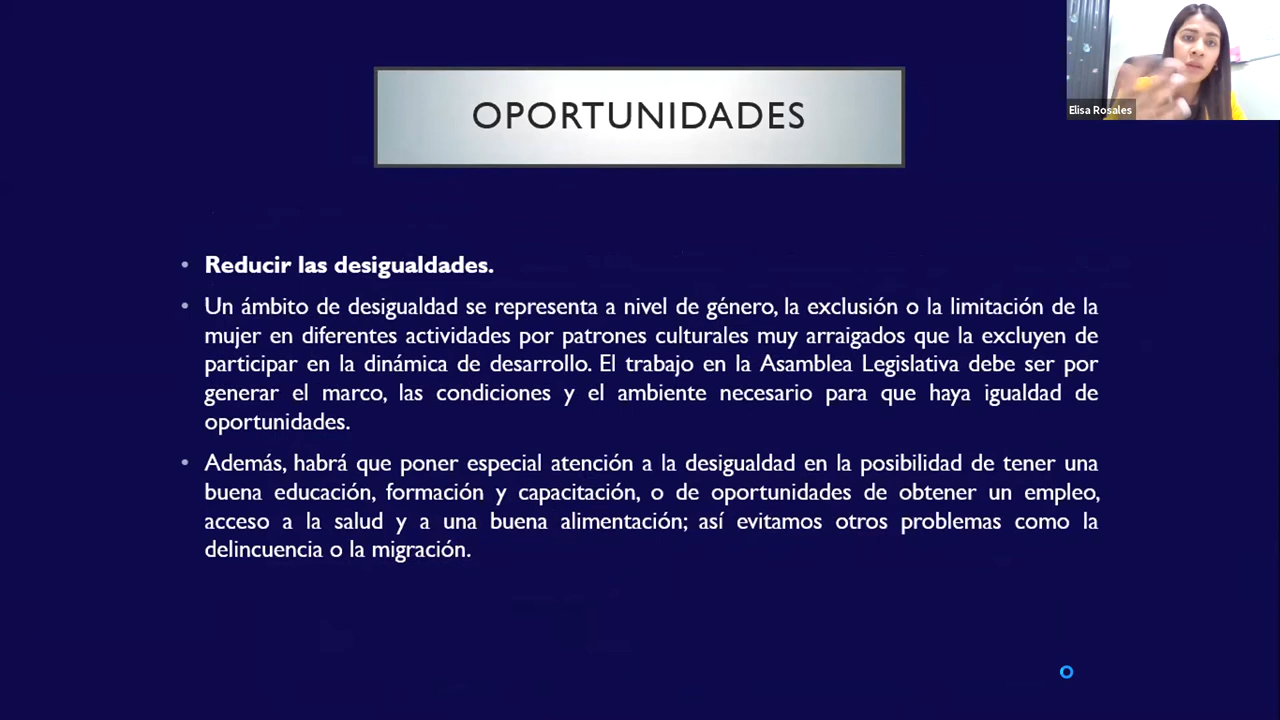 Elisa Rosales
OPORTUNIDADES
• Reducir las desigualdades.
• Un ámbito de desigualdad se representa a nivel de género, la exclusión o la limitación de la
mujer en diferentes actividades por patrones culturales muy arraigados que la excluyen de
participar en la dinámica de desarrollo. El trabajo en la Asamblea Legislativa debe ser por
generar el marco, las condiciones y el ambiente necesario para que haya igualdad de
oportunidades.
• Además, habrá que poner especial atención a la desigualdad en la posibilidad de tener una
buena educación, formación y capacitación, o de oportunidades de obtener un empleo,
acceso a la salud y a una buena alimentación; así evitamos otros problemas como la
delincuencia o la migración.